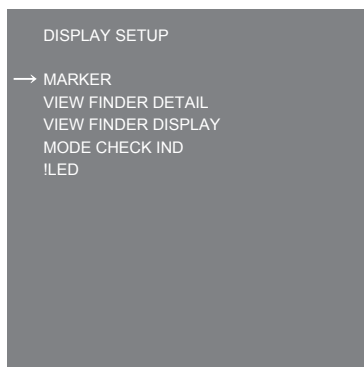 DISPLAY SETUP
→ MARKER
VIEW FINDER DETAIL
VIEW FINDER DISPLAY
MODE CHECK IND
!LED